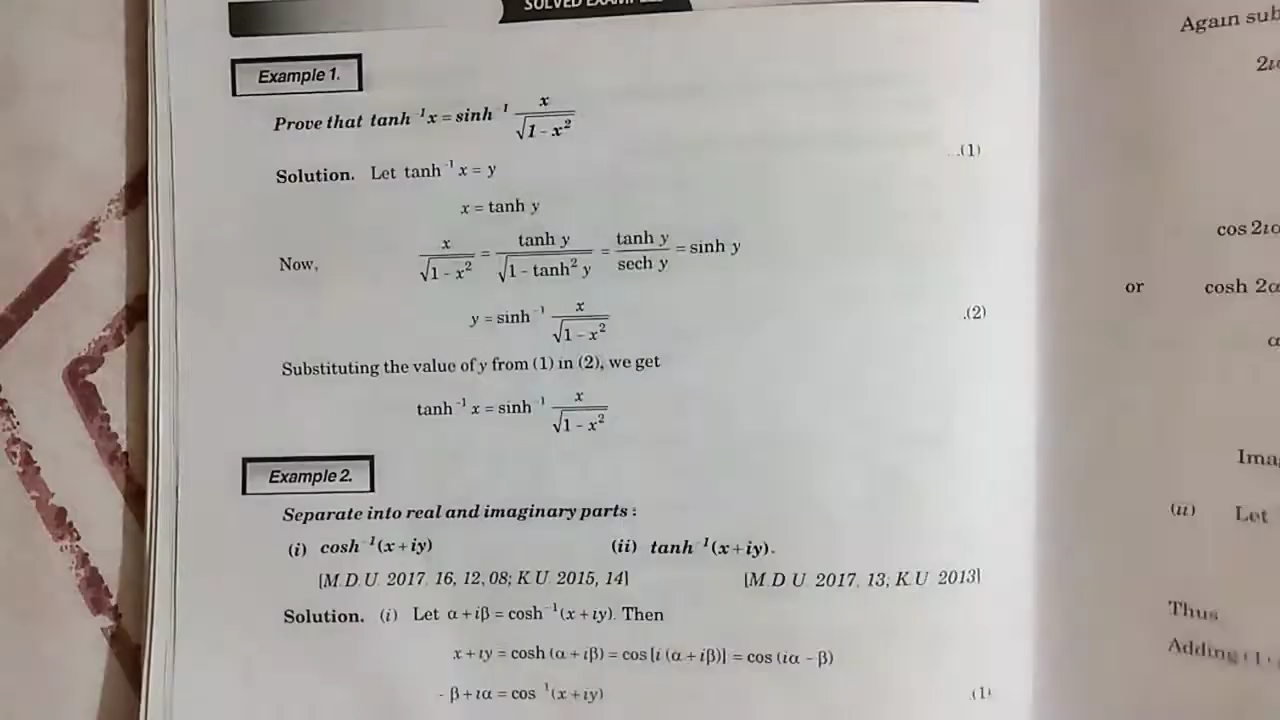 SOLVED
Example 1.
Prove that tanh⁻¹x = sinh⁻¹ x/√(1 - x²)
Solution. Let tanh⁻¹ x = y ...(1)
x = tanh y
Now, x/√(1 - x²) = tanh y/√(1 - tanh² y) = tanh y/sech y = sinh y
y = sinh⁻¹ x/√(1 - x²) .(2)
Substituting the value of y from (1) in (2), we get
tanh⁻¹ x = sinh⁻¹ x/√(1 - x²)
Example 2.
Separate into real and imaginary parts :
(i) cosh⁻¹(x+iy) (ii) tanh⁻¹(x+iy).
[M.D.U. 2017, 16, 12, 08; K.U. 2015, 14] [M.D.U. 2017, 13; K.U. 2013]
Solution. (i) Let α + iβ = cosh⁻¹(x + iy). Then
x + iy = cosh (α + iβ) = cos [i (α + iβ)] = cos (iα - β)
- β + iα = cos⁻¹(x+iy) (1)
Again sub
cos 2iα
or cosh 2α
α
Ima
(ii) Let
Thus
Adding (1)